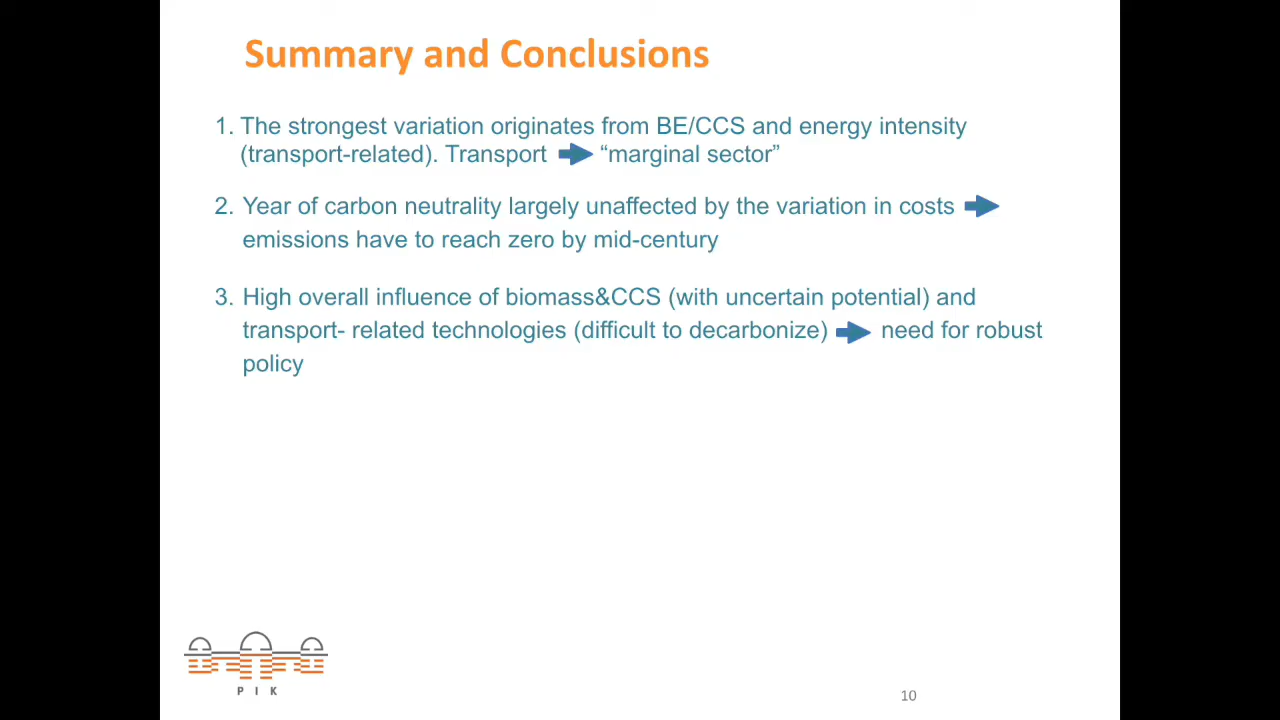 Summary and Conclusions
1. The strongest variation originates from BE/CCS and energy intensity
(transport-related). Transport “marginal sector”
2. Year of carbon neutrality largely unaffected by the variation in costs
emissions have to reach zero by mid-century
3. High overall influence of biomass&CCS (with uncertain potential) and
transport- related technologies (difficult to decarbonize) need for robust
policy
P I K
10